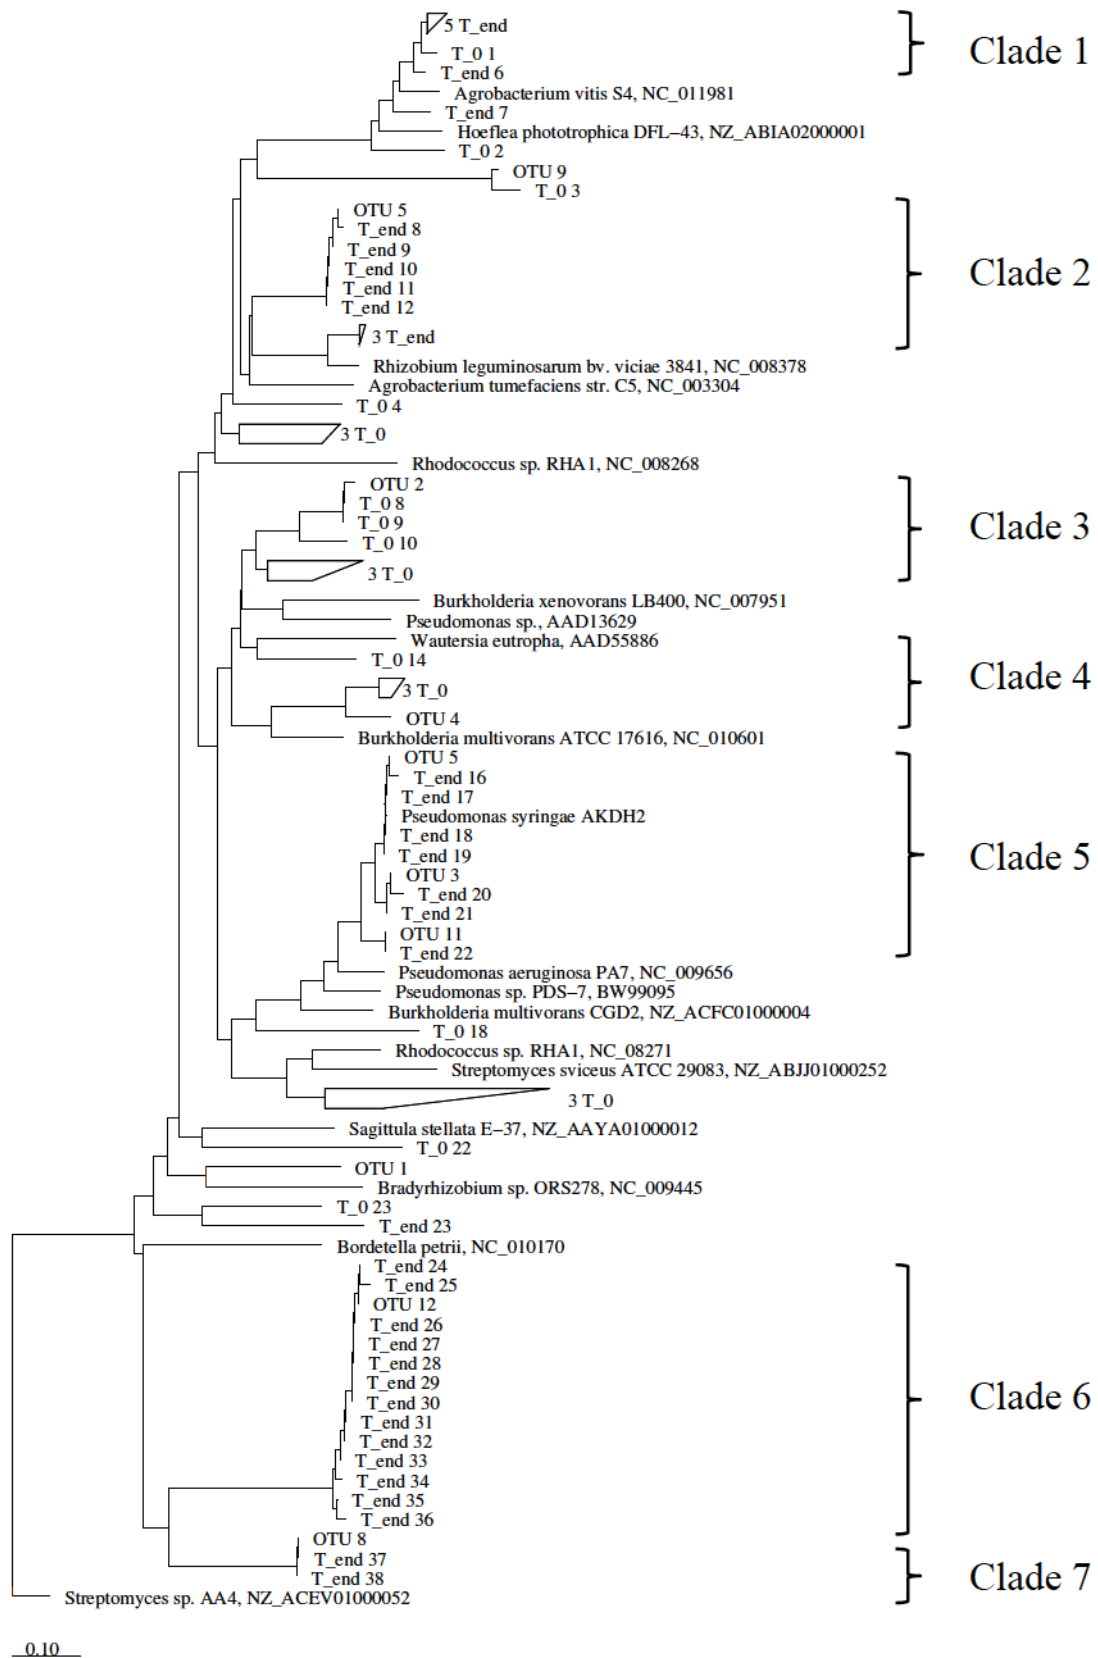 5 T_end
Clade 1
T_0 1
T_end 6
Agrobacterium vitis S4, NC_011981
T_end 7
Hoeflea phototrophica DFL−43, NZ_ABIA02000001
T_0 2
OTU 9
T_0 3
OTU 5
T_end 8
T_end 9
Clade 2
T_end 10
T_end 11
T_end 12
3 T_end
Rhizobium leguminosarum bv. viciae 3841, NC_008378
Agrobacterium tumefaciens str. C5, NC_003304
T_0 4
3 T_0
Rhodococcus sp. RHA1, NC_008268
OTU 2
T_0 8
T_0 9
Clade 3
T_0 10
3 T_0
Burkholderia xenovorans LB400, NC_007951
Pseudomonas sp., AAD13629
Wautersia eutropha, AAD55886
T_0 14
Clade 4
3 T_0
OTU 4
Burkholderia multivorans ATCC 17616, NC_010601
OTU 5
T_end 16
T_end 17
Pseudomonas syringae AKDH2
T_end 18
T_end 19
Clade 5
OTU 3
T_end 20
T_end 21
OTU 11
T_end 22
Pseudomonas aeruginosa PA7, NC_009656
Pseudomonas sp. PDS−7, BW99095
Burkholderia multivorans CGD2, NZ_ACFC01000004
T_0 18
Rhodococcus sp. RHA1, NC_08271
Streptomyces sviceus ATCC 29083, NZ_ABJJ01000252
3 T_0
Sagittula stellata E−37, NZ_AAYA01000012
T_0 22
OTU 1
Bradyrhizobium sp. ORS278, NC_009445
T_0 23
T_end 23
Bordetella petrii, NC_010170
T_end 24
T_end 25
OTU 12
T_end 26
T_end 27
T_end 28
T_end 29
Clade 6
T_end 30
T_end 31
T_end 32
T_end 33
T_end 34
T_end 35
T_end 36
OTU 8
T_end 37
Clade 7
T_end 38
Streptomyces sp. AA4, NZ_ACEV01000052
0.10